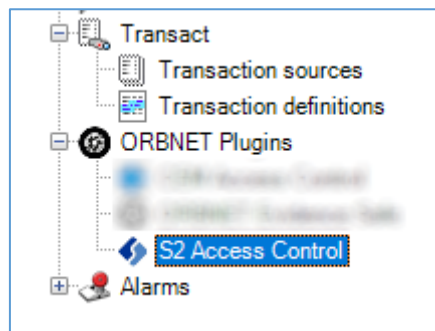 Transact
Transaction sources
Transaction definitions
ORBNET Plugins
S2 Access Control
Alarms